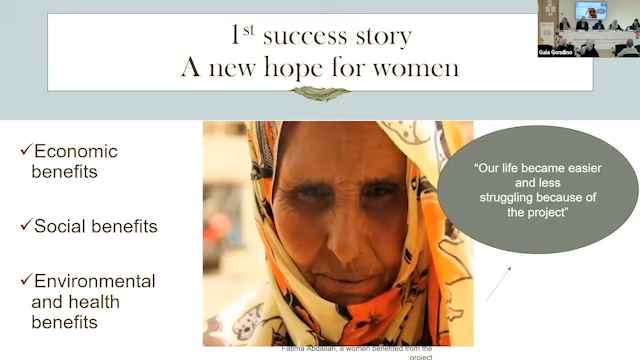 1st success story
A new hope for women
Gaia Gondino
✓Economic
benefits
✓Social benefits
✓Environmental
and health
benefits
"Our life became easier
and less
struggling because of
the project"
Fatma Abdallah, a women benefited from the
project